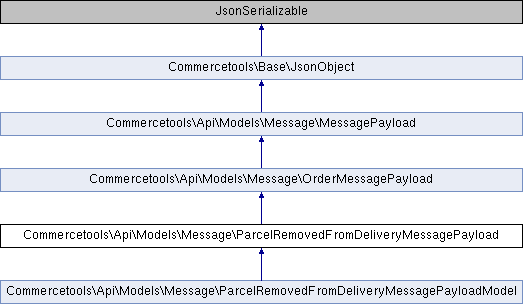 JsonSerializable
Commercetools\Base\JsonObject
Commercetools\Api\Models\Message\MessagePayload
Commercetools\Api\Models\Message\OrderMessagePayload
Commercetools\Api\Models\Message\ParcelRemovedFromDeliveryMessagePayload
Commercetools\Api\Models\Message\ParcelRemovedFromDeliveryMessagePayloadModel